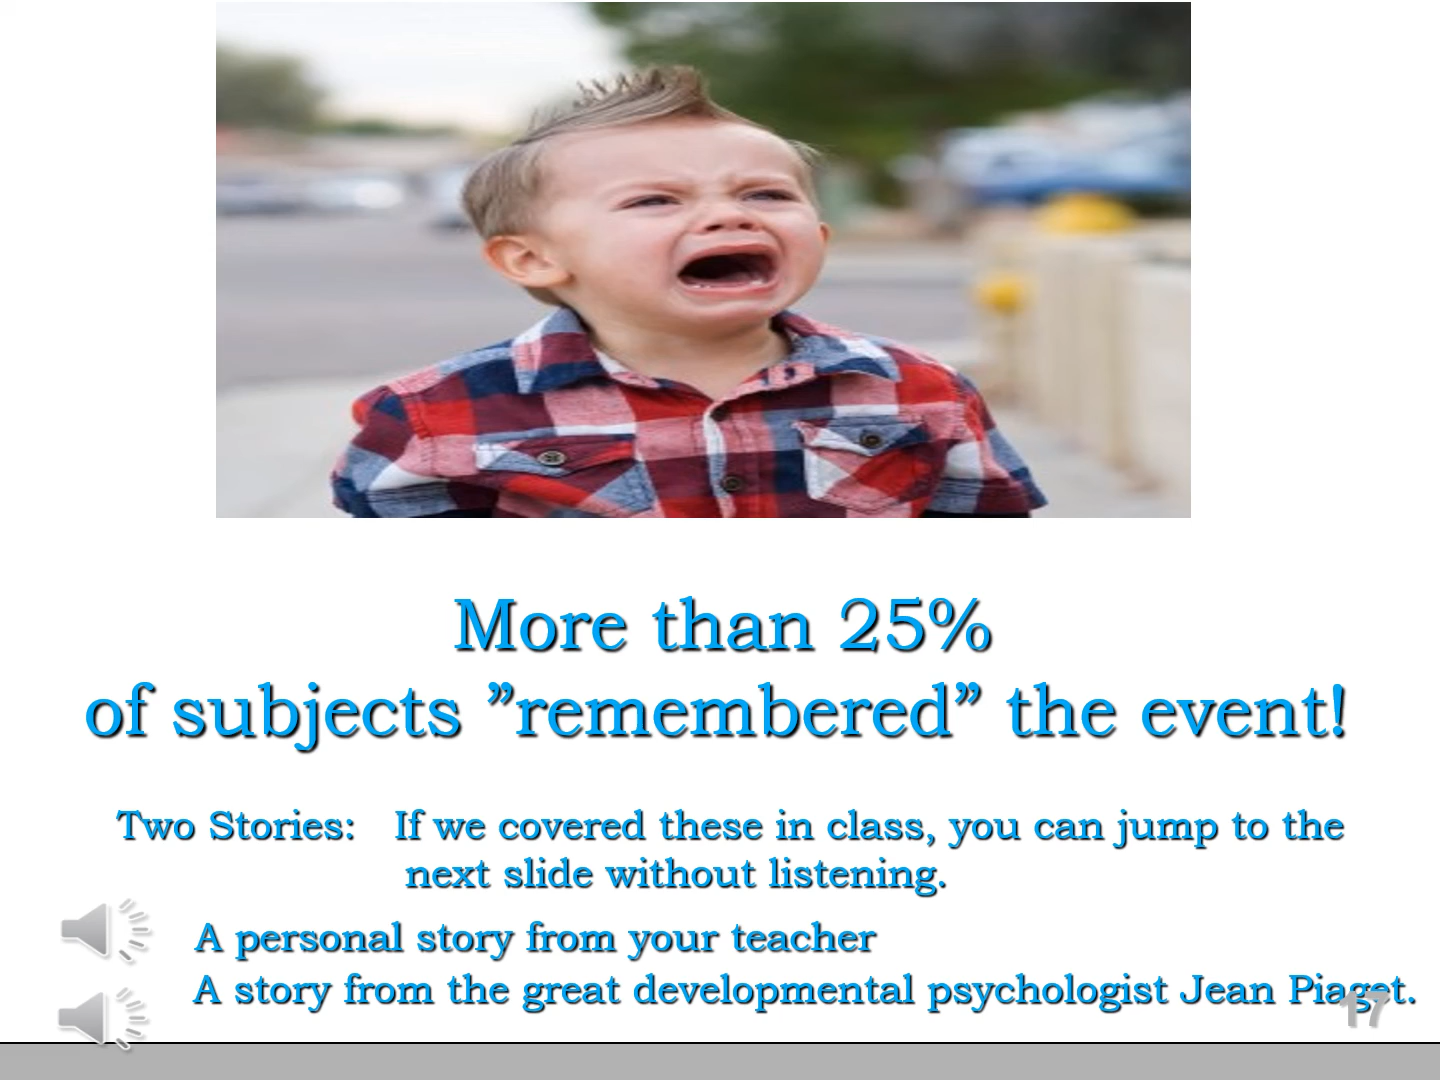 More than 25%
of subjects ”remembered” the event!
Two Stories: If we covered these in class, you can jump to the
next slide without listening.
A personal story from your teacher
A story from the great developmental psychologist Jean Piaget.
17